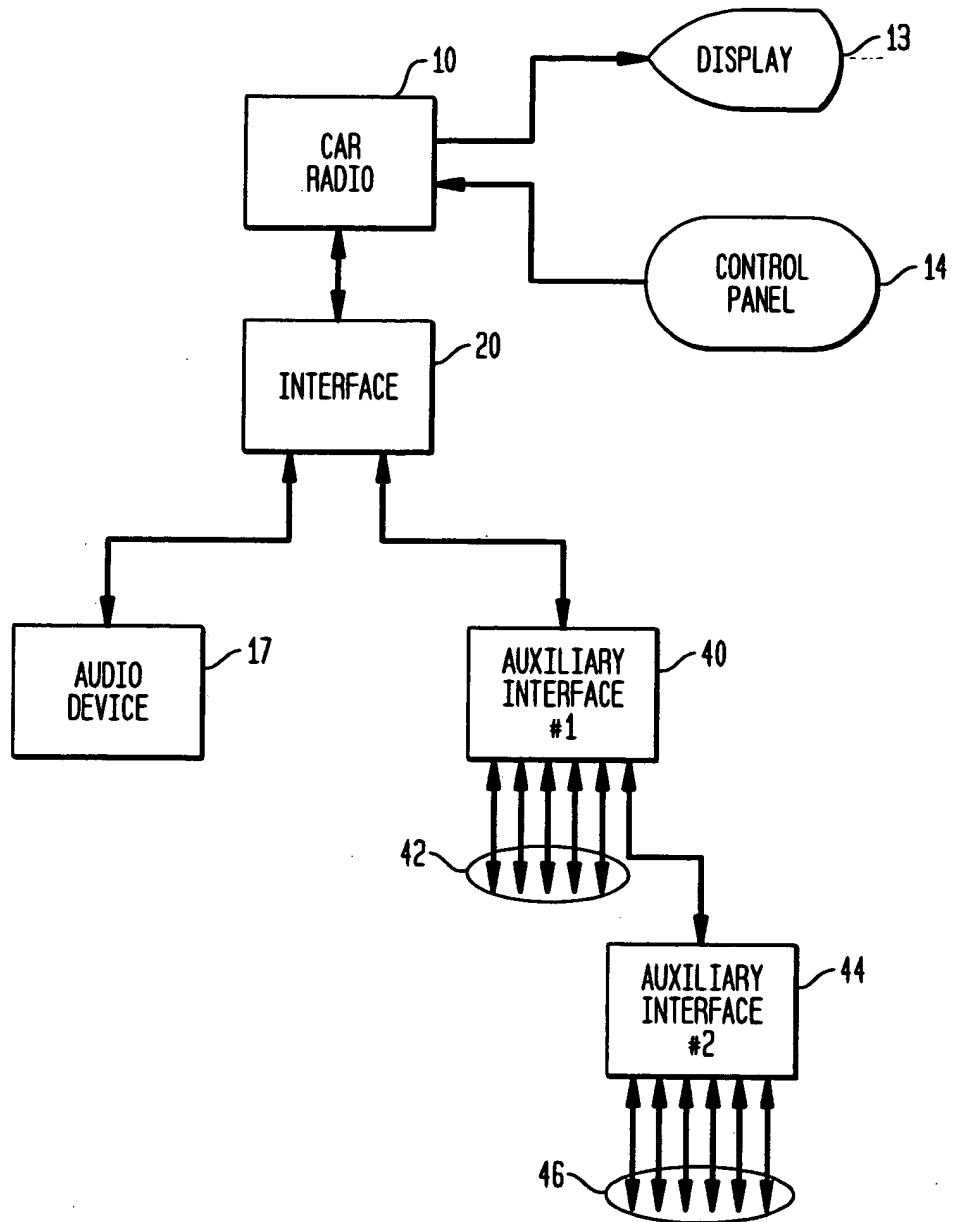 10
CAR
RADIO
DISPLAY
13
CONTROL
PANEL
14
INTERFACE
20
AUDIO
DEVICE
17
AUXILIARY
INTERFACE
#1
40
42
AUXILIARY
INTERFACE
#2
44
46